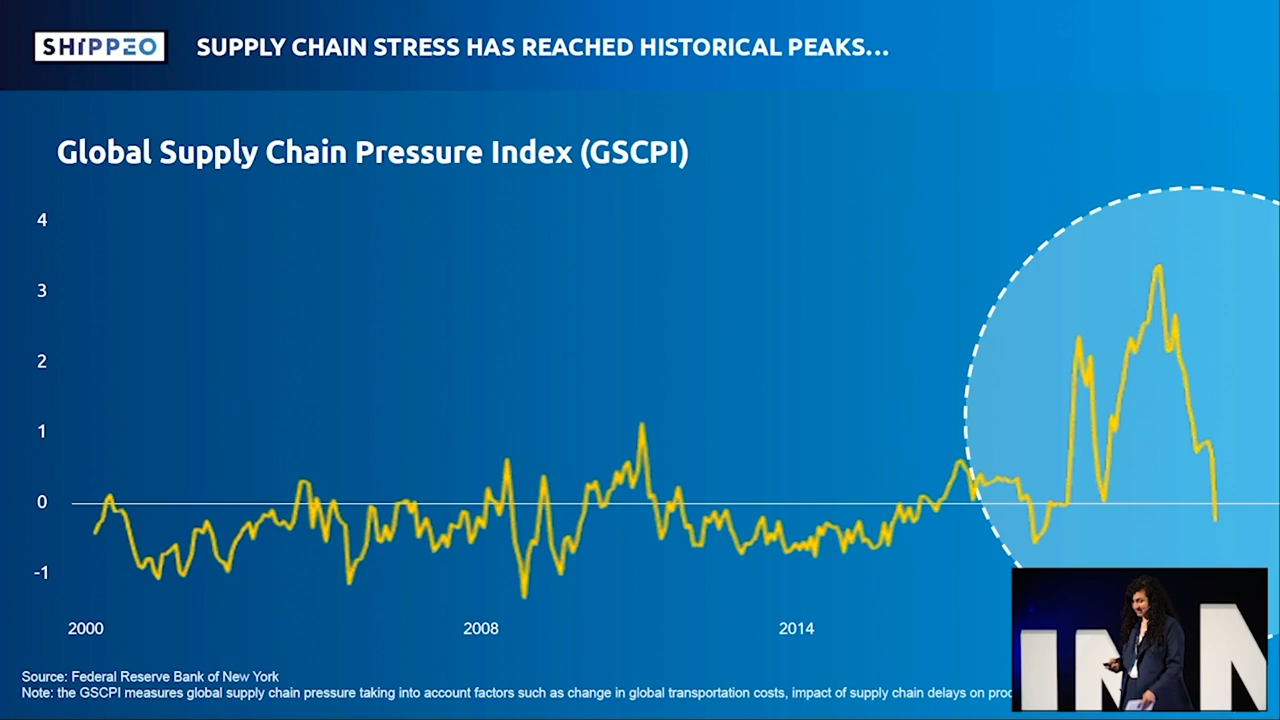 SHIPPEO
SUPPLY CHAIN STRESS HAS REACHED HISTORICAL PEAKS...
Global Supply Chain Pressure Index (GSCPI)
4
3
2
1
0
-1
2000
2008
2014
Source: Federal Reserve Bank of New York
Note: the GSCPI measures global supply chain pressure taking into account factors such as change in global transportation costs, impact of supply chain delays on
IN
N